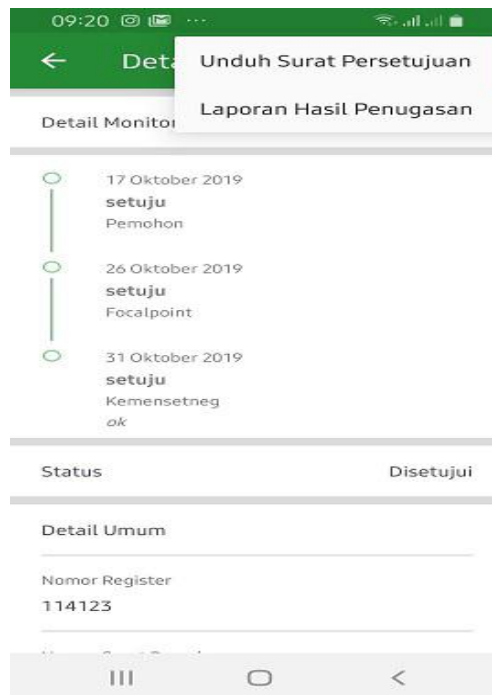 09:20
Deta
Unduh Surat Persetujuan
Laporan Hasil Penugasan
Detail Monitor
17 Oktober 2019
setuju
Pemohon
26 Oktober 2019
setuju
Focalpoint
31 Oktober 2019
setuju
Kemensetneg
ok
Status Disetujui
Detail Umum
Nomor Register
114123